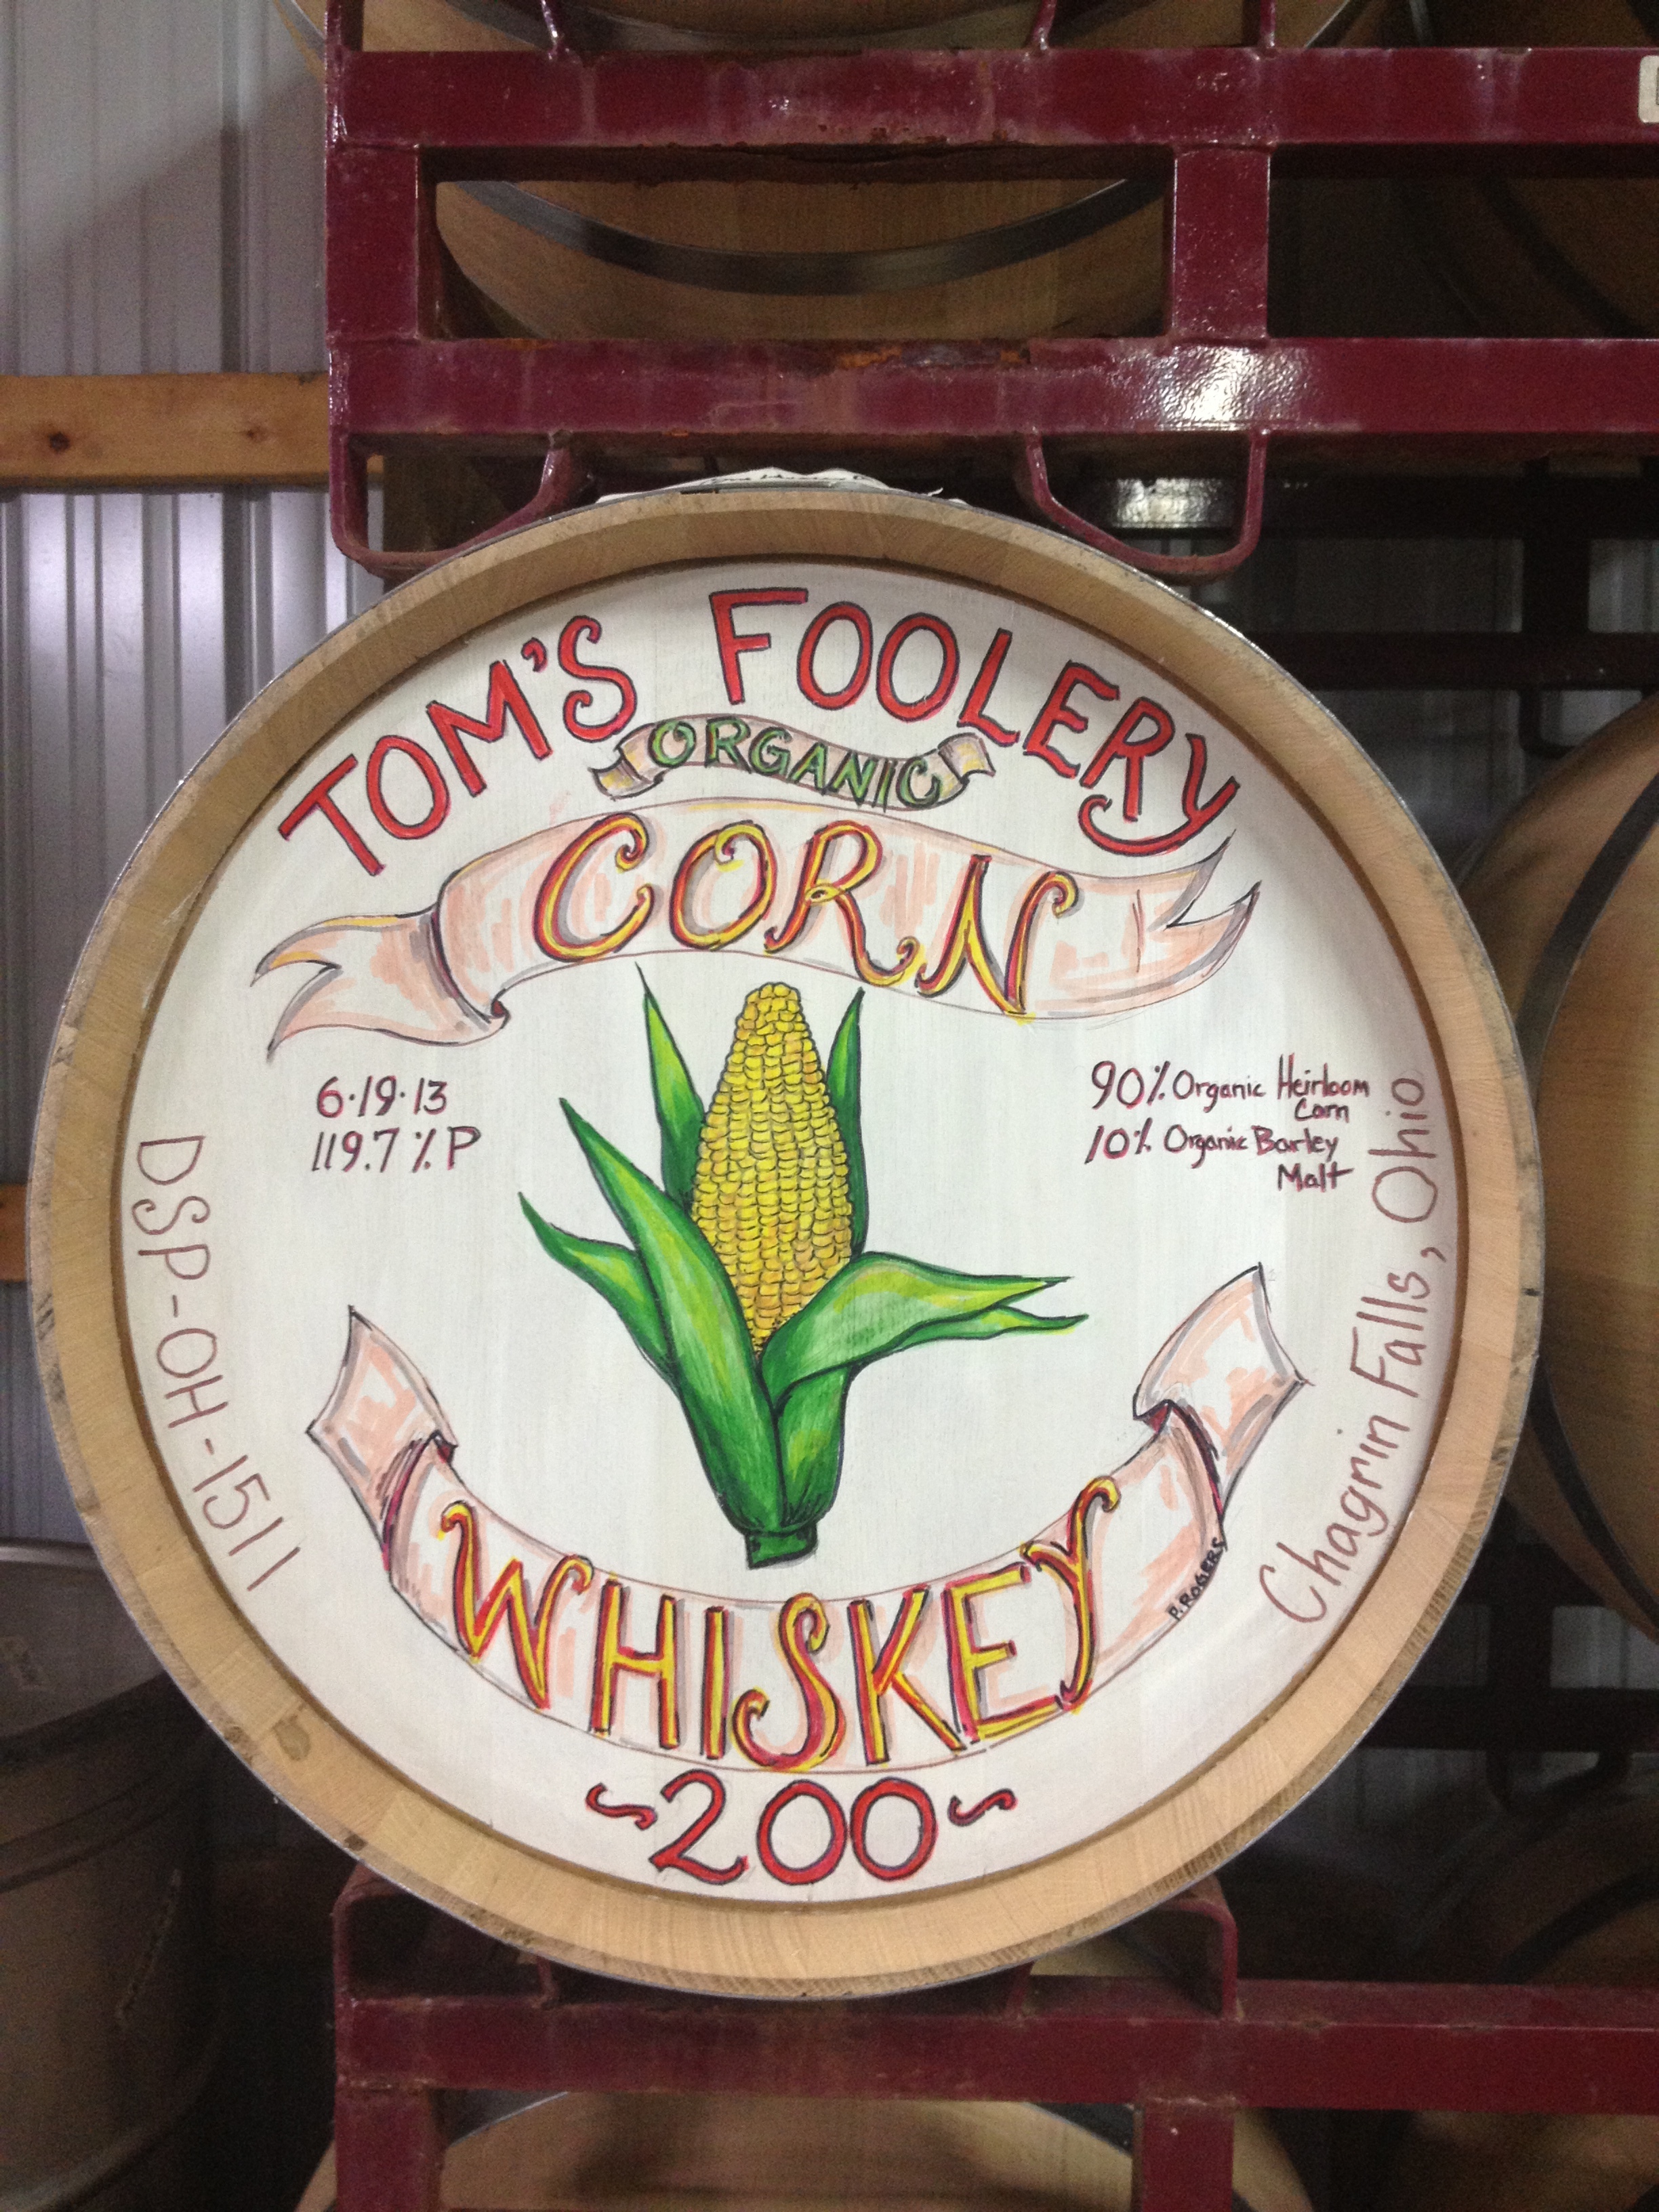 TOM'S FOOLERY
ORGANIC
CORN
6·19·13
119.7 % P
90% Organic Heirloom
Corn
10% Organic Barley
Malt
DSP-OH-1511
Chagrin Falls, Ohio
WHISKEY
P. ROGERS
~200~